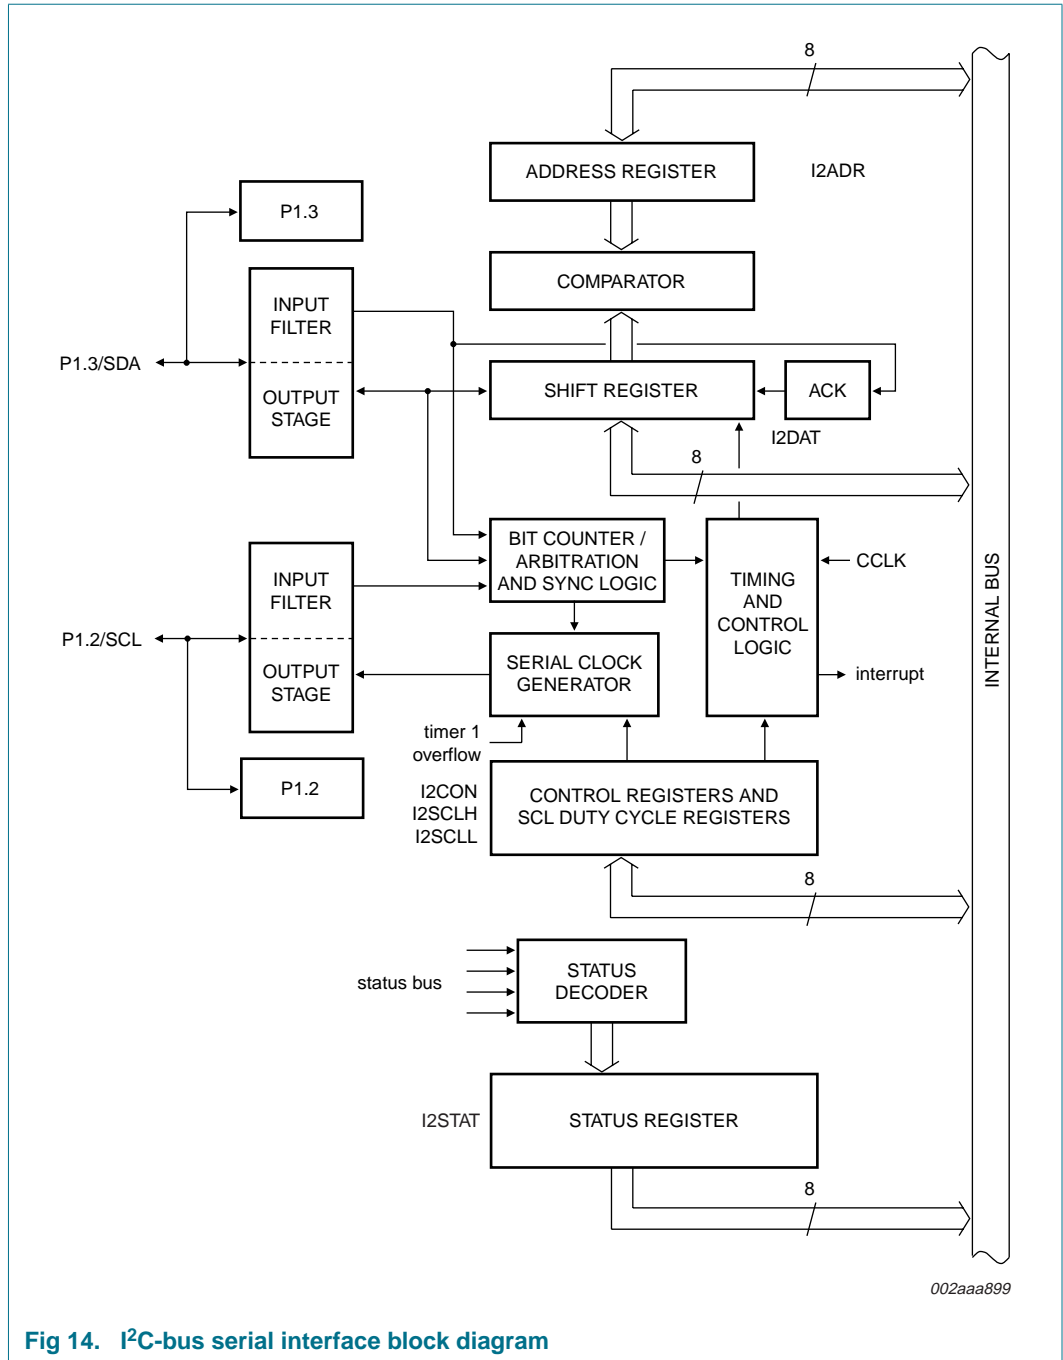 8
ADDRESS REGISTER
I2ADR
P1.3
COMPARATOR
INPUT
FILTER
P1.3/SDA
OUTPUT
STAGE
SHIFT REGISTER
ACK
I2DAT
8
BIT COUNTER /
ARBITRATION
AND SYNC LOGIC
INPUT
FILTER
TIMING
AND
CONTROL
LOGIC
CCLK
INTERNAL BUS
P1.2/SCL
OUTPUT
STAGE
SERIAL CLOCK
GENERATOR
interrupt
timer 1
overflow
P1.2
I2CON
I2SCLH
I2SCLL
CONTROL REGISTERS AND
SCL DUTY CYCLE REGISTERS
8
status bus
STATUS
DECODER
I2STAT
STATUS REGISTER
8
002aaa899
Fig 14. I²C-bus serial interface block diagram